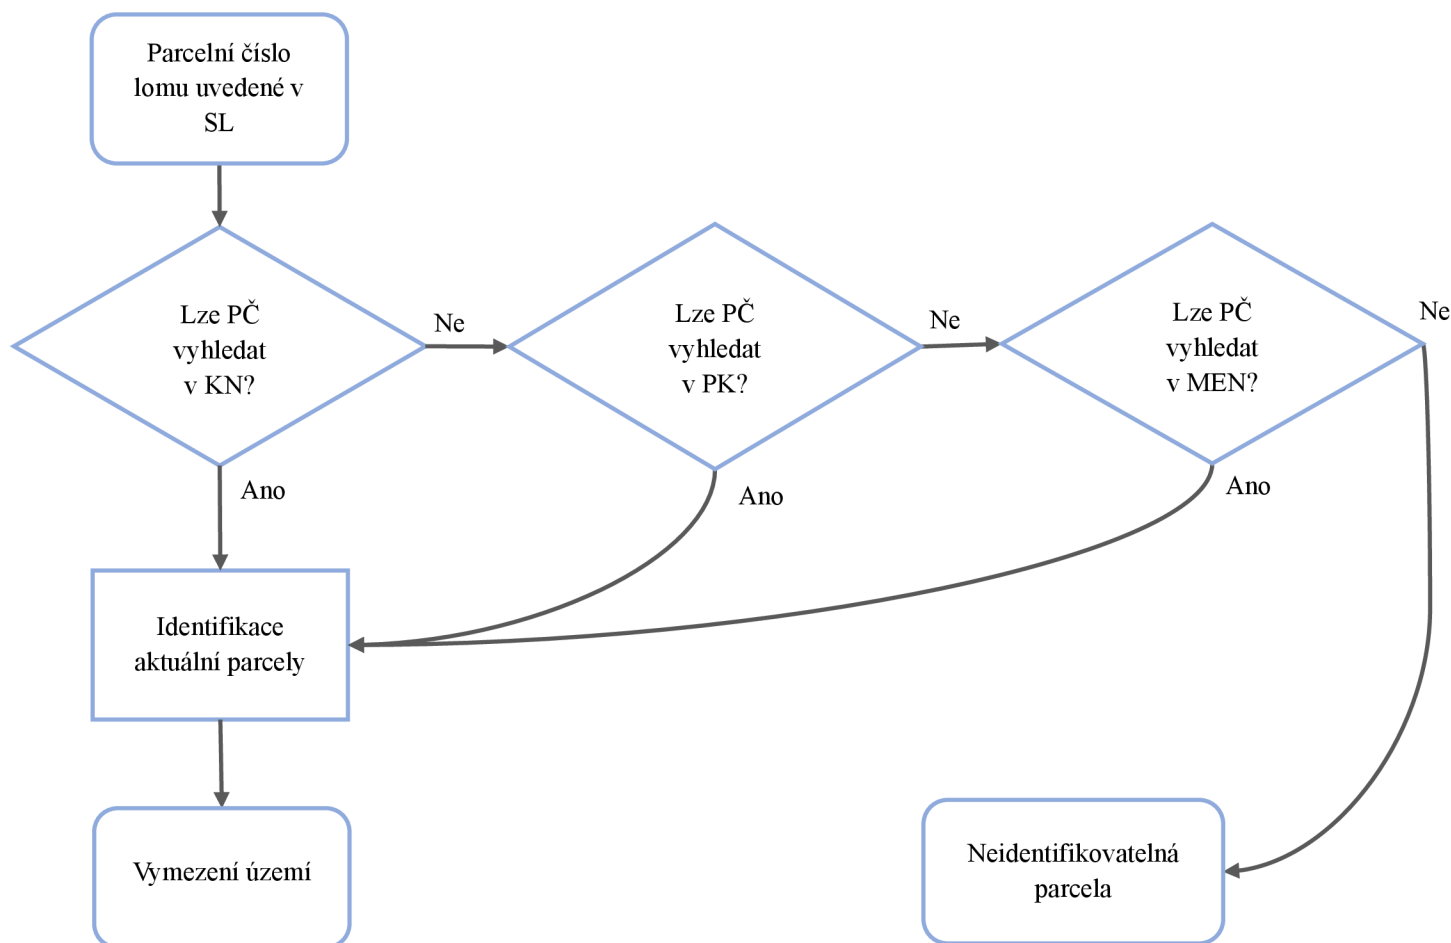 Parcelní číslo
lomu uvedené v
SL
Lze PČ
vyhledat
v KN?
Ne
Lze PČ
vyhledat
v PK?
Ne
Lze PČ
vyhledat
v MEN?
Ne
Ano
Ano
Ano
Identifikace
aktuální parcely
Vymezení území
Neidentifikovatelná
parcela